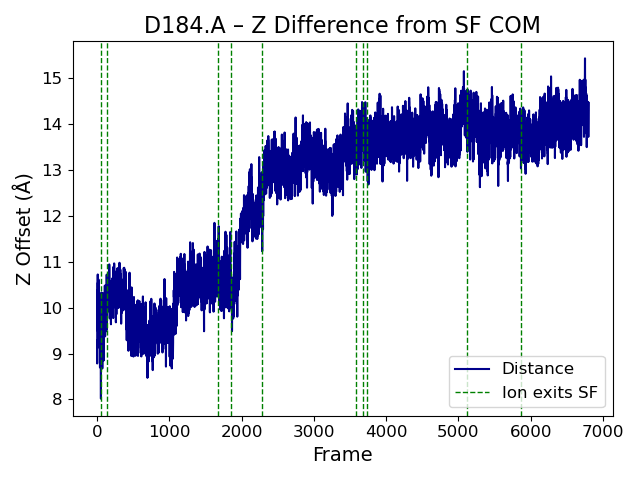 D184.A – Z Difference from SF COM
Z Offset (Å)
15
14
13
12
11
10
9
8
0 1000 2000 3000 4000 5000 6000 7000
Frame
Distance
Ion exits SF